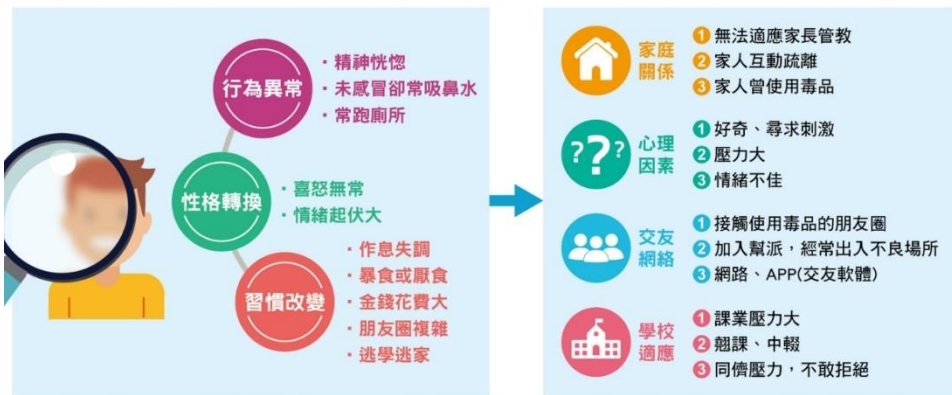 行為異常
・精神恍惚
・未感冒卻常吸鼻水
・常跑廁所
性格轉換
・喜怒無常
・情緒起伏大
習慣改變
・作息失調
・暴食或厭食
・金錢花費大
・朋友圈複雜
・逃學逃家
家庭
關係
1 無法適應家長管教
2 家人互動疏離
3 家人曾使用毒品
???
心理
因素
1 好奇、尋求刺激
2 壓力大
3 情緒不佳
交友
網絡
1 接觸使用毒品的朋友圈
2 加入幫派，經常出入不良場所
3 網路、APP(交友軟體)
學校
適應
1 課業壓力大
2 翹課、中輟
3 同儕壓力，不敢拒絕